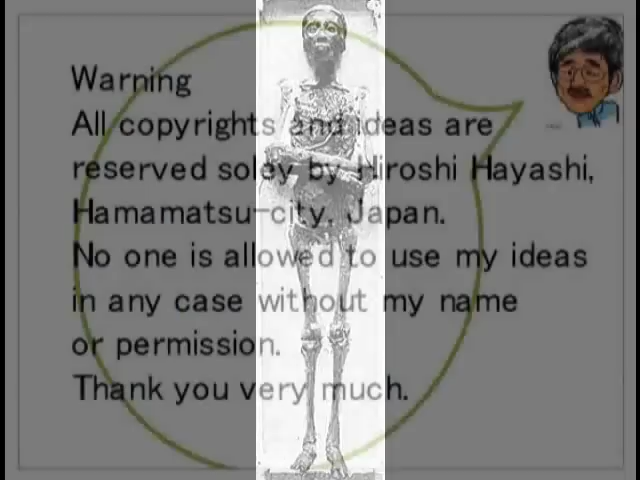 Warning
All copyrights and ideas are
reserved soley by Hiroshi Hayashi,
Hamamatsu-city, Japan.
No one is allowed to use my ideas
in any case without my name
or permission.
Thank you very much.